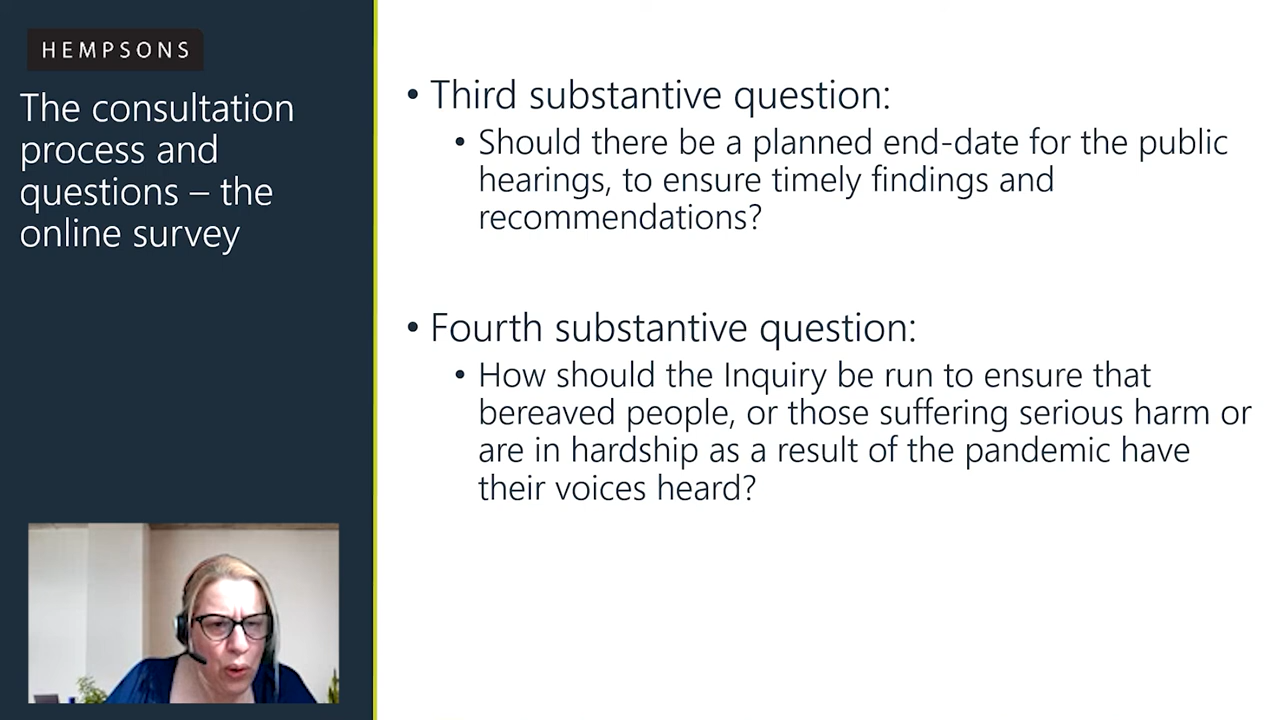 HEMPSONS
The consultation
process and
questions – the
online survey
• Third substantive question:
• Should there be a planned end-date for the public
hearings, to ensure timely findings and
recommendations?
• Fourth substantive question:
• How should the Inquiry be run to ensure that
bereaved people, or those suffering serious harm or
are in hardship as a result of the pandemic have
their voices heard?